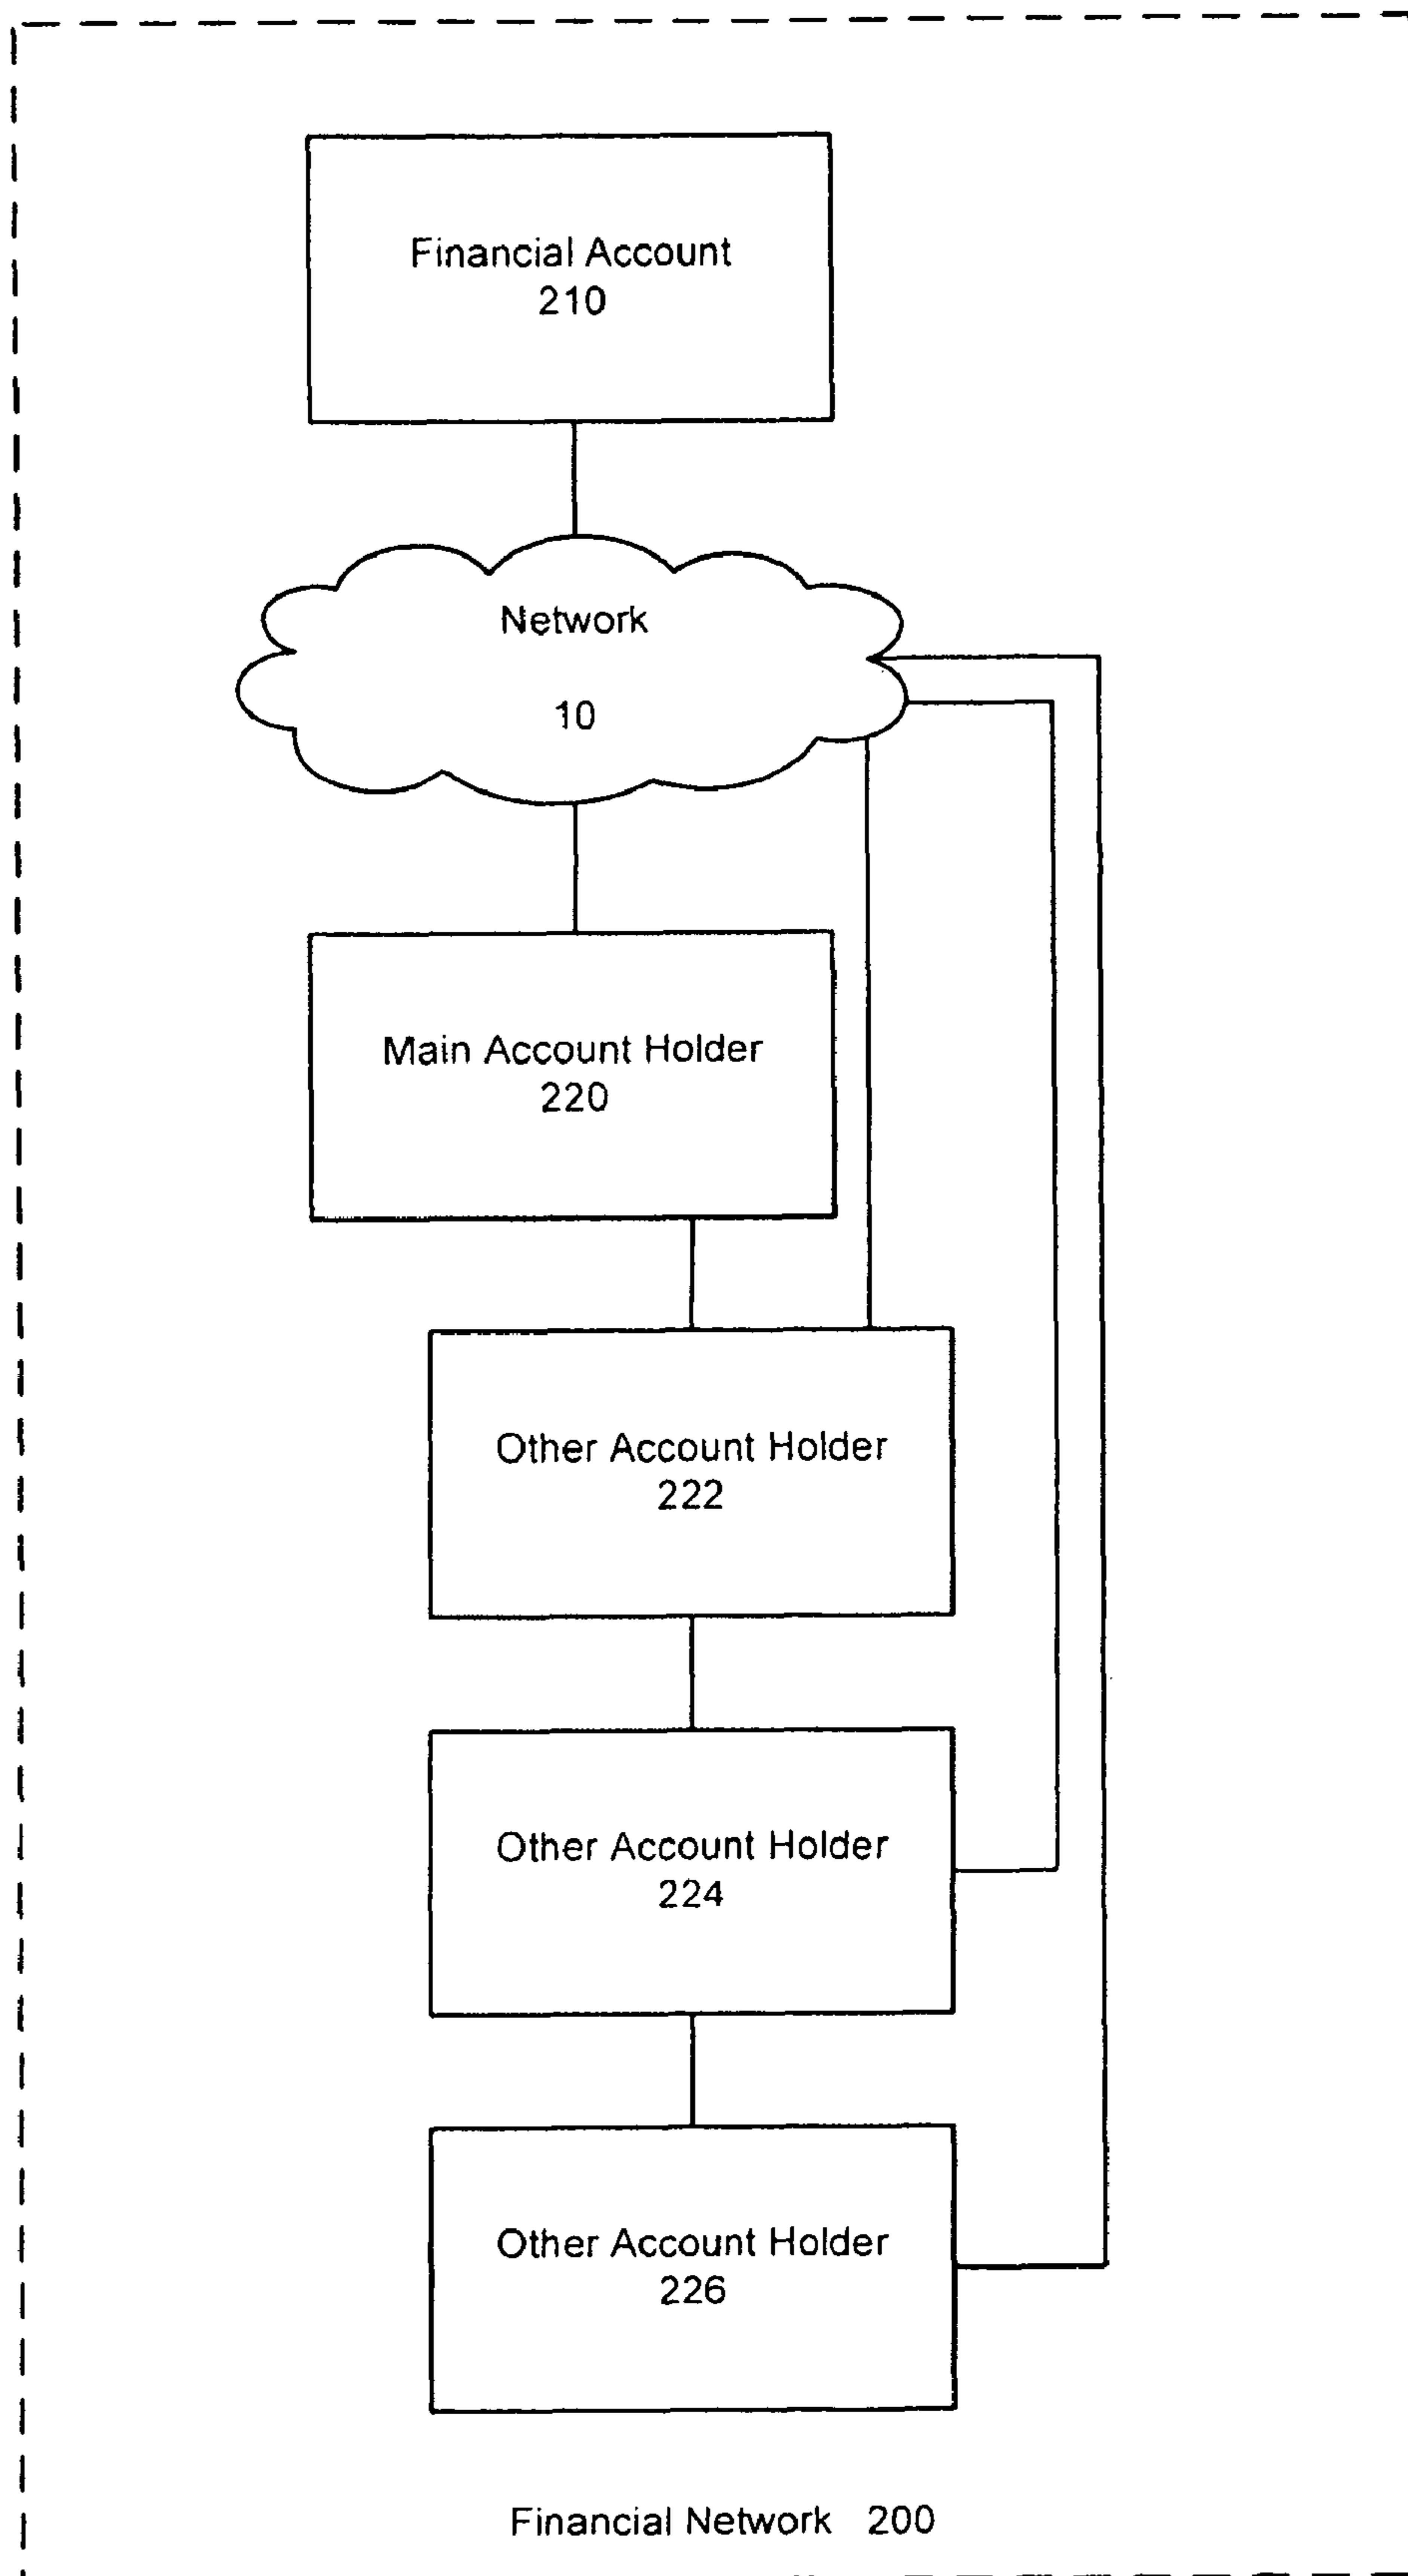 Financial Account
210
Network
10
Main Account Holder
220
Other Account Holder
222
Other Account Holder
224
Other Account Holder
226
Financial Network 200